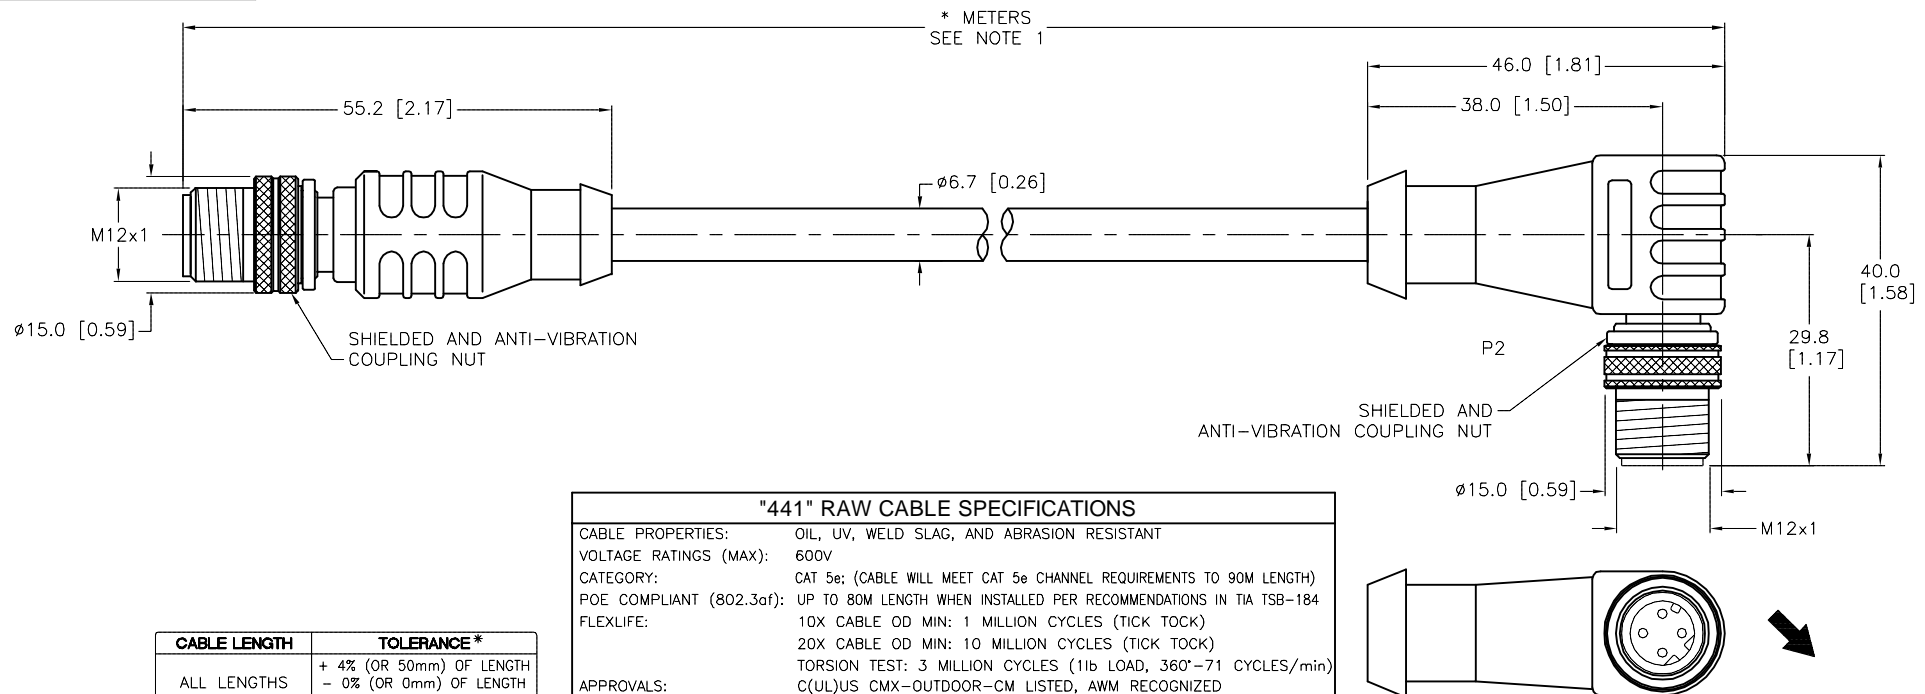 * METERS
SEE NOTE 1
46.0 [1.81]
55.2 [2.17]
38.0 [1.50]
ø6.7 [0.26]
M12x1
40.0
[1.58]
ø15.0 [0.59]
SHIELDED AND ANTI-VIBRATION
COUPLING NUT
P2
29.8
[1.17]
SHIELDED AND
ANTI-VIBRATION COUPLING NUT
ø15.0 [0.59]
M12x1
"441" RAW CABLE SPECIFICATIONS
CABLE PROPERTIES: OIL, UV, WELD SLAG, AND ABRASION RESISTANT
VOLTAGE RATINGS (MAX): 600V
CATEGORY: CAT 5e; (CABLE WILL MEET CAT 5e CHANNEL REQUIREMENTS TO 90M LENGTH)
POE COMPLIANT (802.3af): UP TO 80M LENGTH WHEN INSTALLED PER RECOMMENDATIONS IN TIA TSB-184
FLEXLIFE: 10X CABLE OD MIN: 1 MILLION CYCLES (TICK TOCK)
20X CABLE OD MIN: 10 MILLION CYCLES (TICK TOCK)
TORSION TEST: 3 MILLION CYCLES (1lb LOAD, 360°-71 CYCLES/min)
APPROVALS: C(UL)US CMX-OUTDOOR-CM LISTED, AWM RECOGNIZED
CABLE LENGTH TOLERANCE*
ALL LENGTHS
+ 4% (OR 50mm) OF LENGTH
- 0% (OR 0mm) OF LENGTH